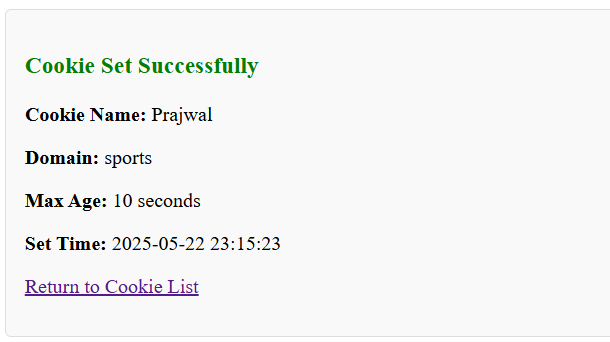 Cookie Set Successfully
Cookie Name: Prajwal
Domain: sports
Max Age: 10 seconds
Set Time: 2025-05-22 23:15:23
Return to Cookie List